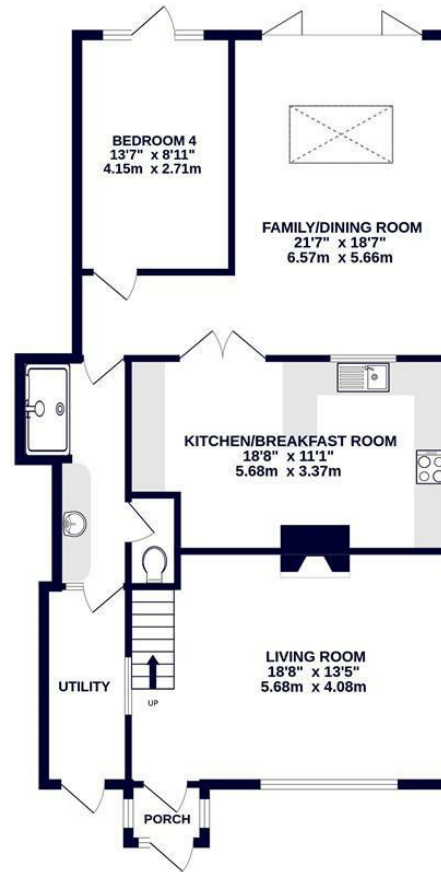 BEDROOM 4
13'7" x 8'11"
4.15m x 2.71m
FAMILY/DINING ROOM
21'7" x 18'7"
6.57m x 5.66m
KITCHEN/BREAKFAST ROOM
18'8" x 11'1"
5.68m x 3.37m
LIVING ROOM
18'8" x 13'5"
5.68m x 4.08m
UTILITY
UP
PORCH